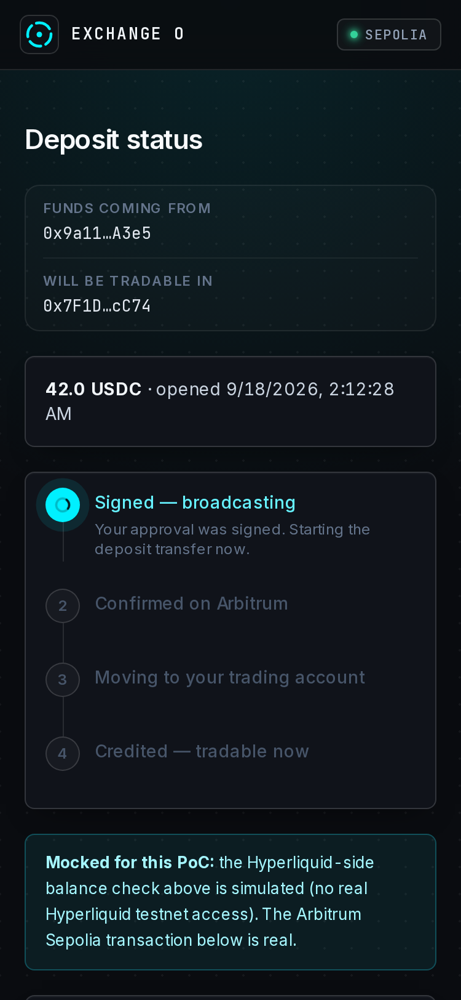 EXCHANGE O
SEPOLIA
Deposit status
FUNDS COMING FROM
0x9a11…A3e5
WILL BE TRADABLE IN
0x7F1D…cC74
42.0 USDC · opened 9/18/2026, 2:12:28
AM
Signed — broadcasting
Your approval was signed. Starting the
deposit transfer now.
2
Confirmed on Arbitrum
3
Moving to your trading account
4
Credited — tradable now
Mocked for this PoC: the Hyperliquid-side
balance check above is simulated (no real
Hyperliquid testnet access). The Arbitrum
Sepolia transaction below is real.